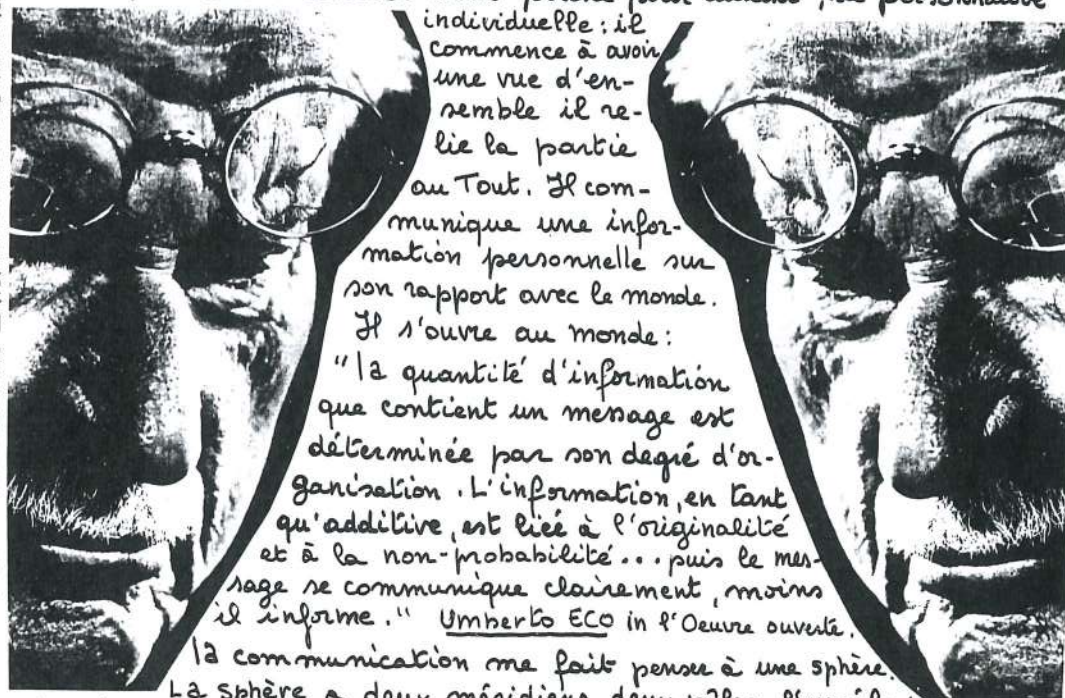 individuelle : il
commence à avoir
une vue d'en-
semble il re-
lie la partie
au Tout. Il com-
munique une infor-
mation personnelle sur
son rapport avec le monde.
Il s'ouvre au monde :
"la quantité d'information
que contient un message est
déterminée par son degré d'or-
ganisation. L'information, en tant
qu'additive, est liée à l'originalité
et à la non-probabilité... puis le mes-
sage se communique clairement, moins
il informe." Umberto ECO in l'Oeuvre ouverte.
la communication me fait penser à une sphère.
La sphère a deux